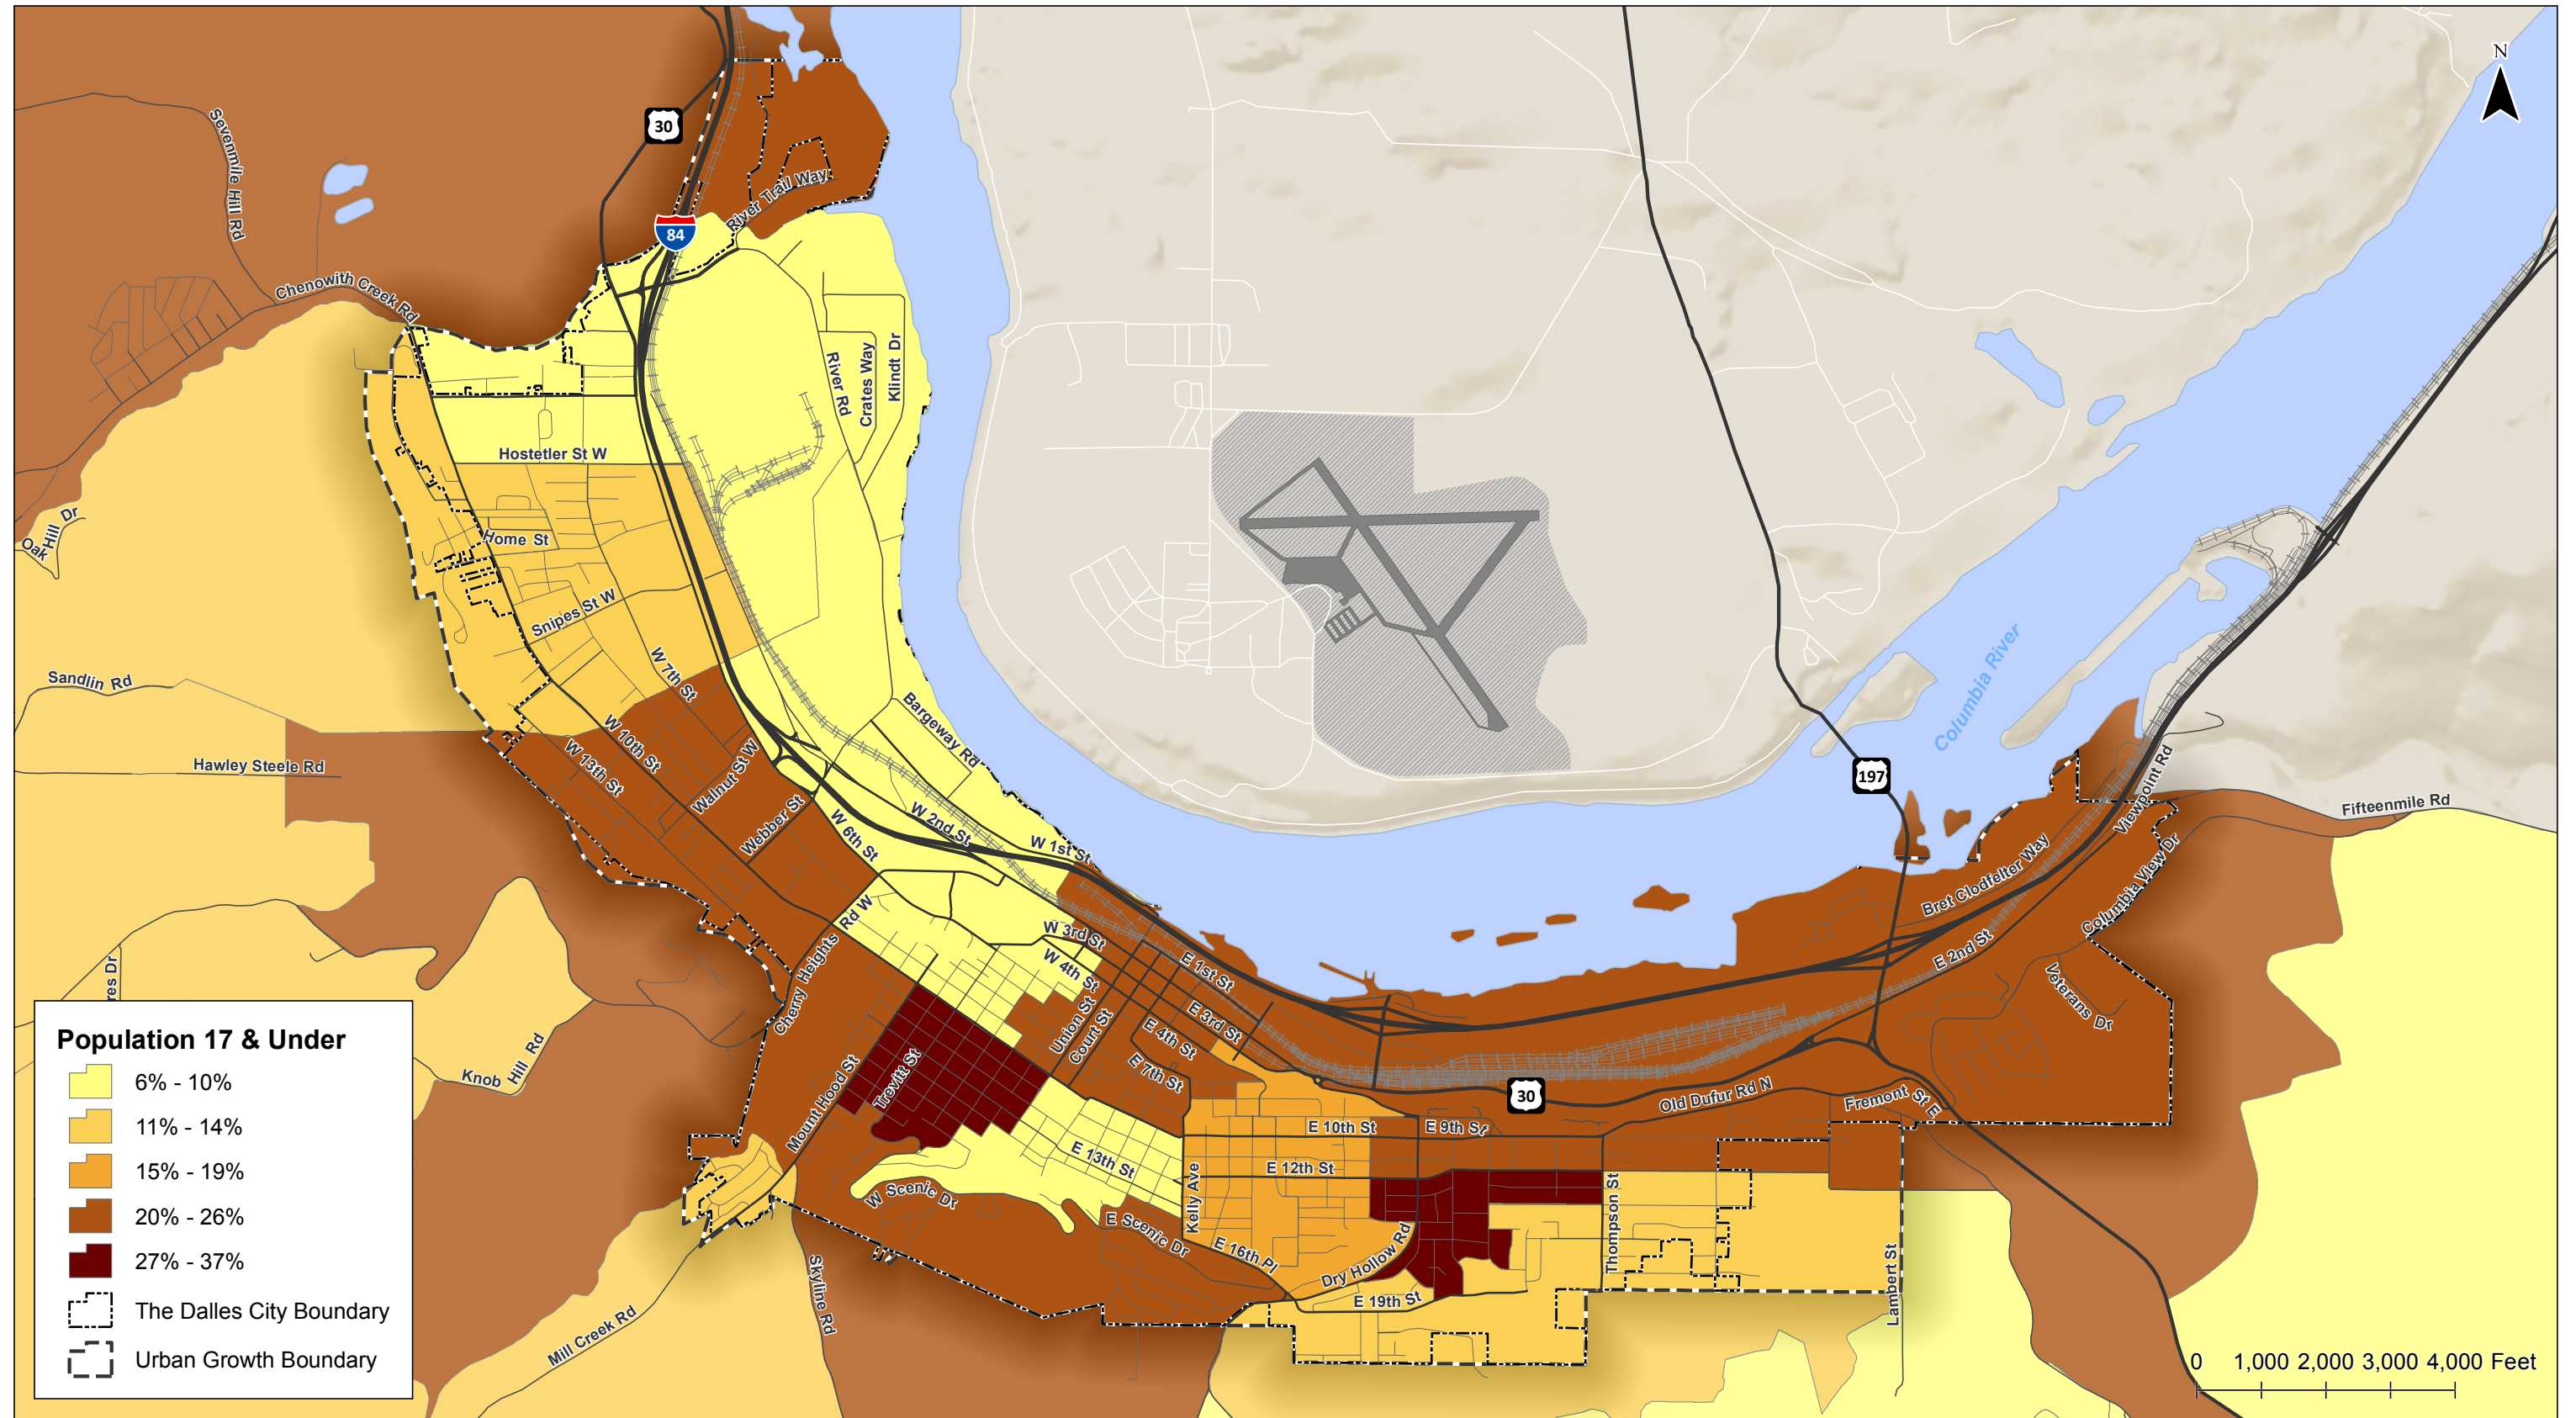 N
30
Sevenmile Hill Rd
River Trail Way
84
Chenowith Creek Rd
River Rd
Crates Way
Klindt Dr
Hostetler St W
Oak Hill Dr
Home St
Snipes St W
W 7th St
Sandlin Rd
Columbia River
Bargeway Rd
W 10th St
Hawley Steele Rd
W 13th St
Walnut St W
197
Viewpoint Rd
Fifteenmile Rd
Webber St
W 6th St
W 2nd St
W 1st St
Bret Clodfelter Way
Columbia View Dr
Cherry Heights Rd W
W 3rd St
W 4th St
E 1st St
E 2nd St
res Dr
Veterans Dr
Union St
Court St
E 3rd St
E 4th St
E 7th St
Knob Hill Rd
Mount Hood St
Trevitt St
30
Old Dufur Rd N
Fremont St E
E 10th St
E 9th St
E 13th St
E 12th St
Kelly Ave
Thompson St
W Scenic Dr
E Scenic Dr
E 16th Pl
Dry Hollow Rd
E 19th St
Lambert St
Skyline Rd
Mill Creek Rd
Population 17 & Under
6% - 10%
11% - 14%
15% - 19%
20% - 26%
27% - 37%
The Dalles City Boundary
Urban Growth Boundary
0 1,000 2,000 3,000 4,000 Feet